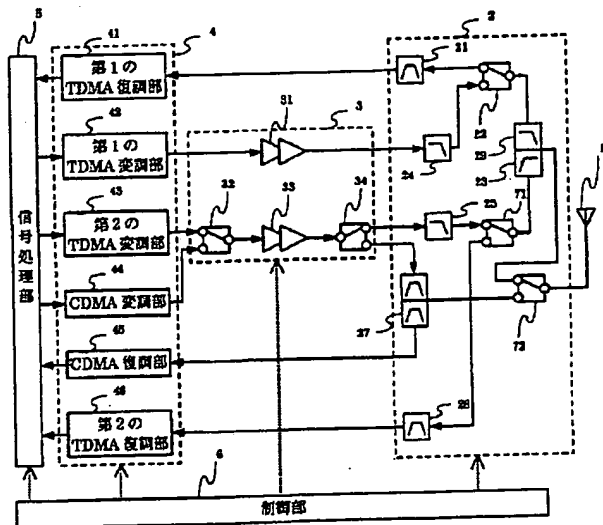 5
41
4
2
第1の
TDMA 復調部
21
22
42
3
第1の
TDMA 変調部
31
24
29
23
1
43
第2の
TDMA 変調部
32
33
34
25
71
信号処理部
44
CDMA 変調部
45
CDMA 復調部
27
72
46
第2の
TDMA 復調部
28
6
制御部